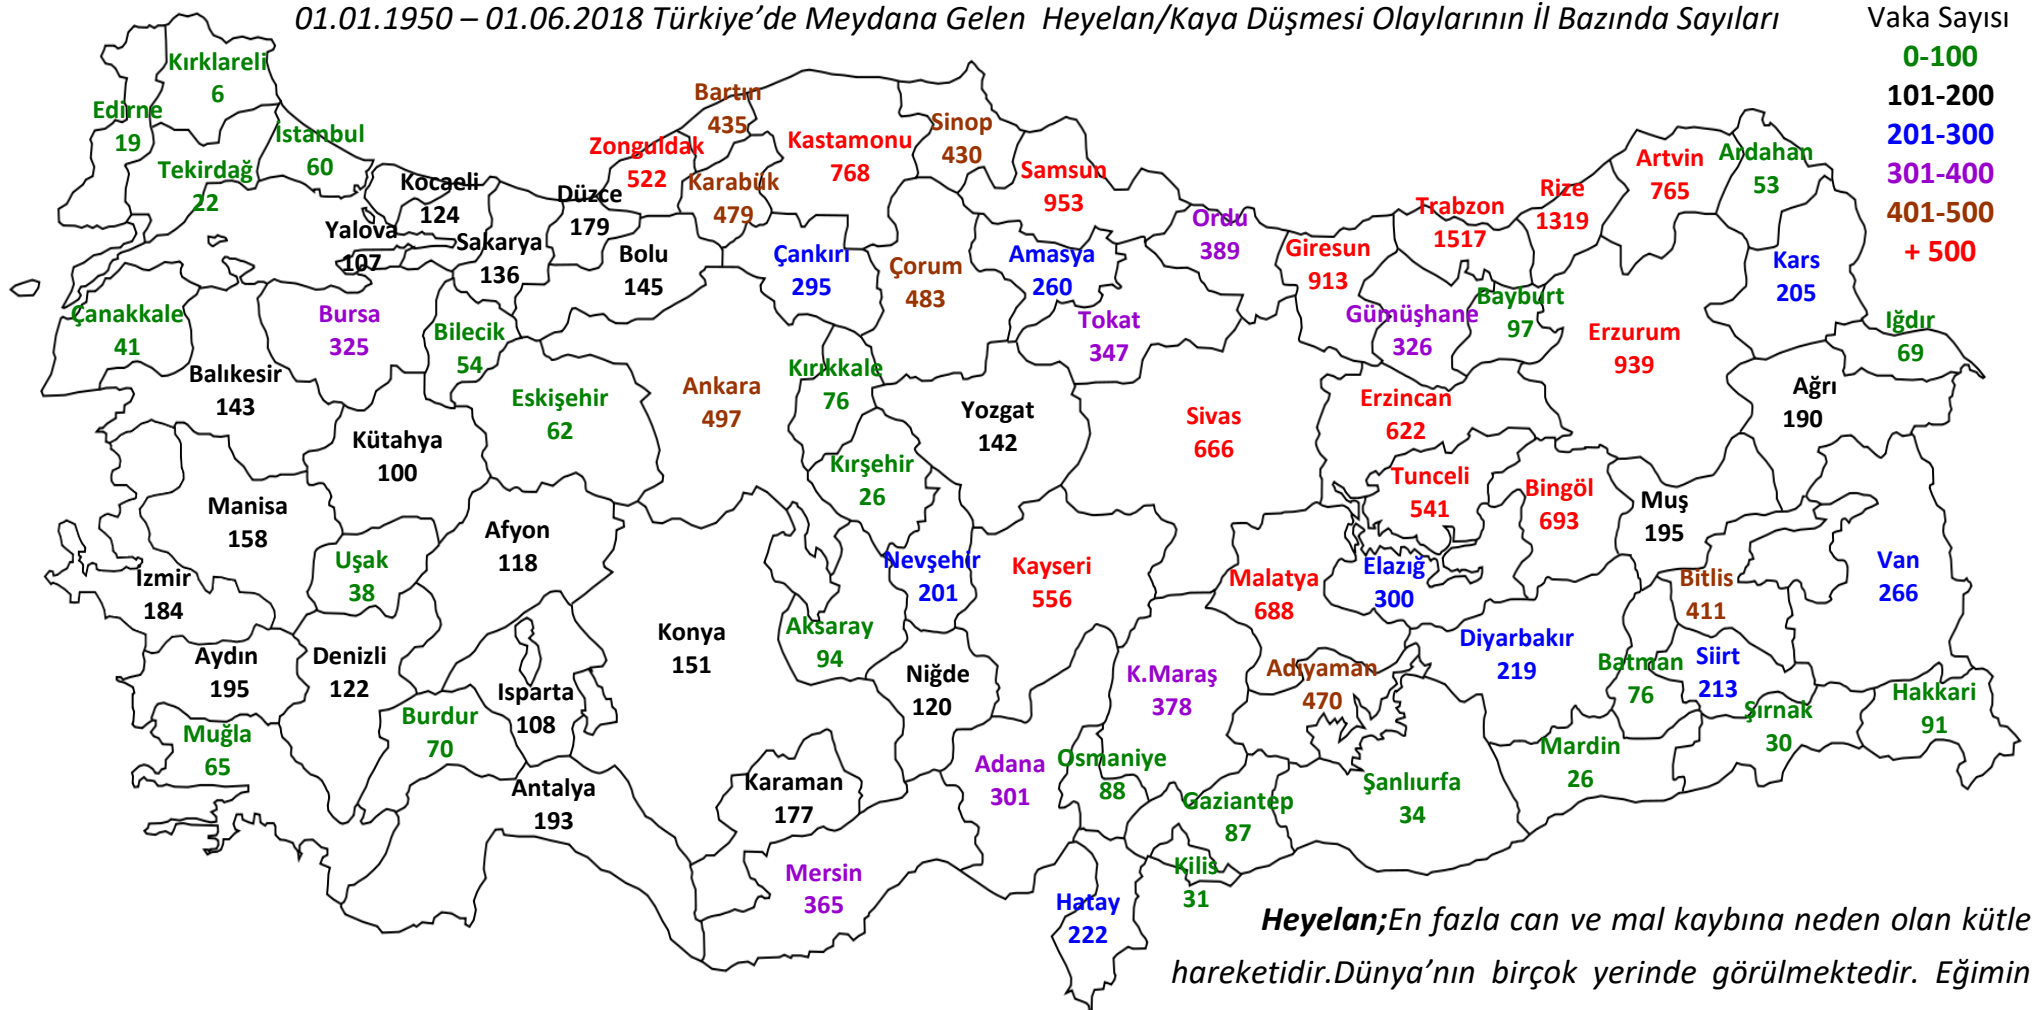 01.01.1950 – 01.06.2018 Türkiye’de Meydana Gelen Heyelan/Kaya Düşmesi Olaylarının İl Bazında Sayıları
Vaka Sayısı
0-100
101-200
201-300
301-400
401-500
+ 500
Kırklareli
6
Edirne
19
İstanbul
60
Tekirdağ
22
Kocaeli
124
Yalova
107
Sakarya
136
Düzce
179
Bolu
145
Zonguldak
522
Bartın
435
Karabük
479
Kastamonu
768
Sinop
430
Samsun
953
Çankırı
295
Çorum
483
Amasya
260
Tokat
347
Ordu
389
Giresun
913
Trabzon
1517
Rize
1319
Artvin
765
Ardahan
53
Kars
205
Iğdır
69
Gümüşhane
326
Bayburt
97
Erzurum
939
Ağrı
190
Çanakkale
41
Balıkesir
143
Bursa
325
Bilecik
54
Eskişehir
62
Ankara
497
Kırıkkale
76
Kırşehir
26
Yozgat
142
Sivas
666
Erzincan
622
Tunceli
541
Bingöl
693
Muş
195
Kütahya
100
Manisa
158
İzmir
184
Uşak
38
Afyon
118
Konya
151
Aksaray
94
Nevşehir
201
Kayseri
556
Malatya
688
Elazığ
300
Bitlis
411
Van
266
Aydın
195
Denizli
122
Isparta
108
Burdur
70
Muğla
65
Antalya
193
Karaman
177
Niğde
120
K.Maraş
378
Adıyaman
470
Diyarbakır
219
Batman
76
Siirt
213
Şırnak
30
Hakkari
91
Mersin
365
Adana
301
Osmaniye
88
Gaziantep
87
Kilis
31
Hatay
222
Şanlıurfa
34
Mardin
26
Heyelan;En fazla can ve mal kaybına neden olan kütle
hareketidir.Dünya’nın birçok yerinde görülmektedir. Eğimin